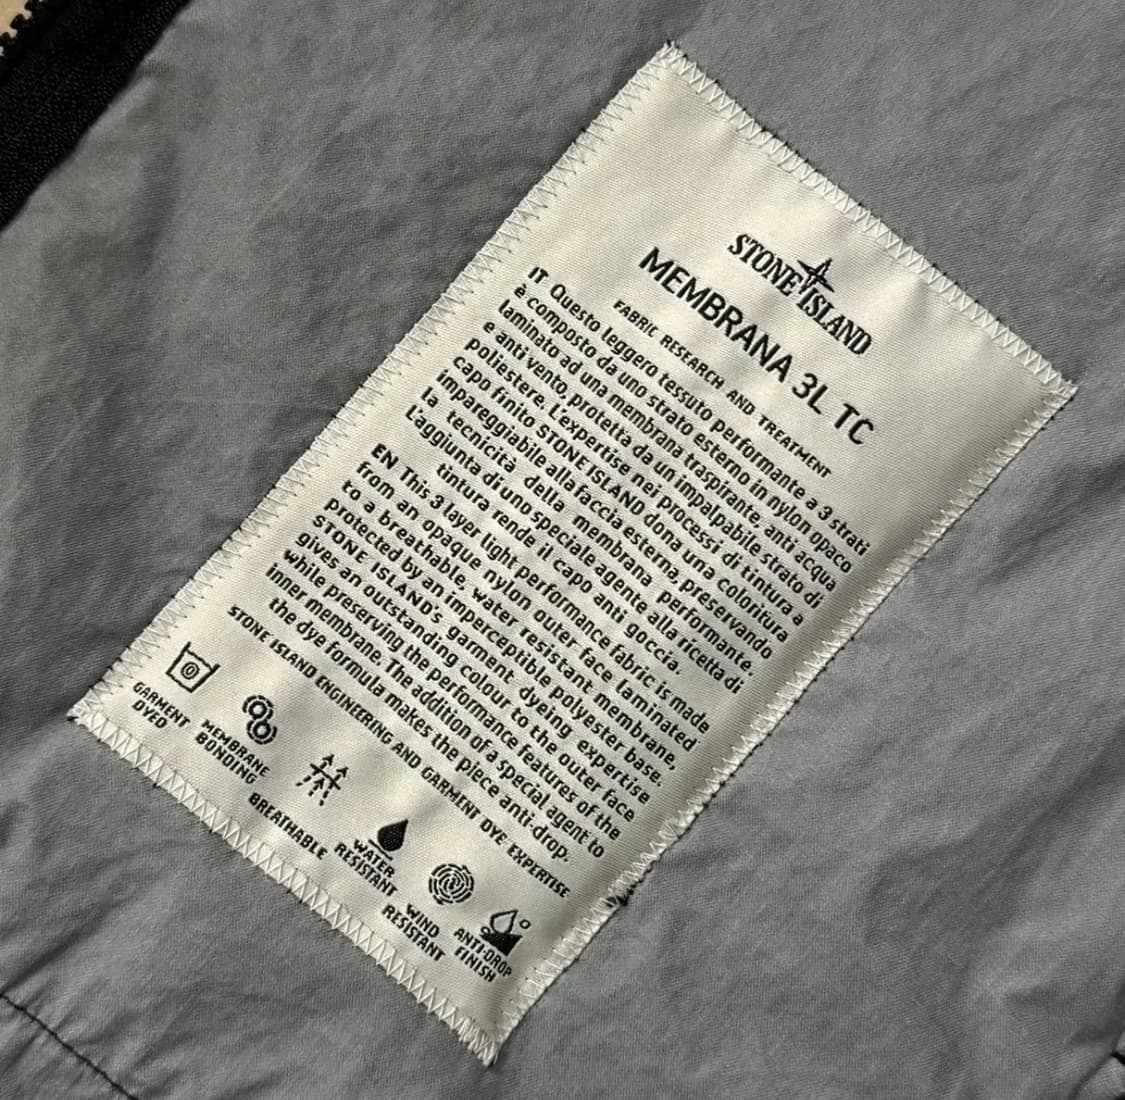 STONE ISLAND
MEMBRANA 3L TC
FABRIC RESEARCH AND TREATMENT
IT Questo leggero tessuto performante a 3 strati
è composto da uno strato esterno in nylon opaco
laminato ad una membrana traspirante, anti acqua
e anti vento, protetta da un impalpabile strato di
poliestere. L'expertise nei processi di tintura a
capo finito STONE ISLAND dona una coloritura
impareggiabile alla faccia esterna, preservando
la tecnicità della membrana performante.
L'aggiunta di uno speciale agente alla ricetta di
tintura rende il capo anti goccia.
EN This 3 layer light performance fabric is made
from an opaque nylon outer face laminated
to a breathable, water resistant membrane,
protected by an imperceptible polyester base.
STONE ISLAND's garment dyeing expertise
gives an outstanding colour to the outer face
while preserving the performance features of the
inner membrane. The addition of a special agent to
the dye formula makes the piece anti-drop.
STONE ISLAND ENGINEERING AND GARMENT DYE EXPERTISE
GARMENT
DYED
MEMBRANE
BONDING
BREATHABLE
WATER
RESISTANT
WIND
RESISTANT
ANTI-DROP
FINISH